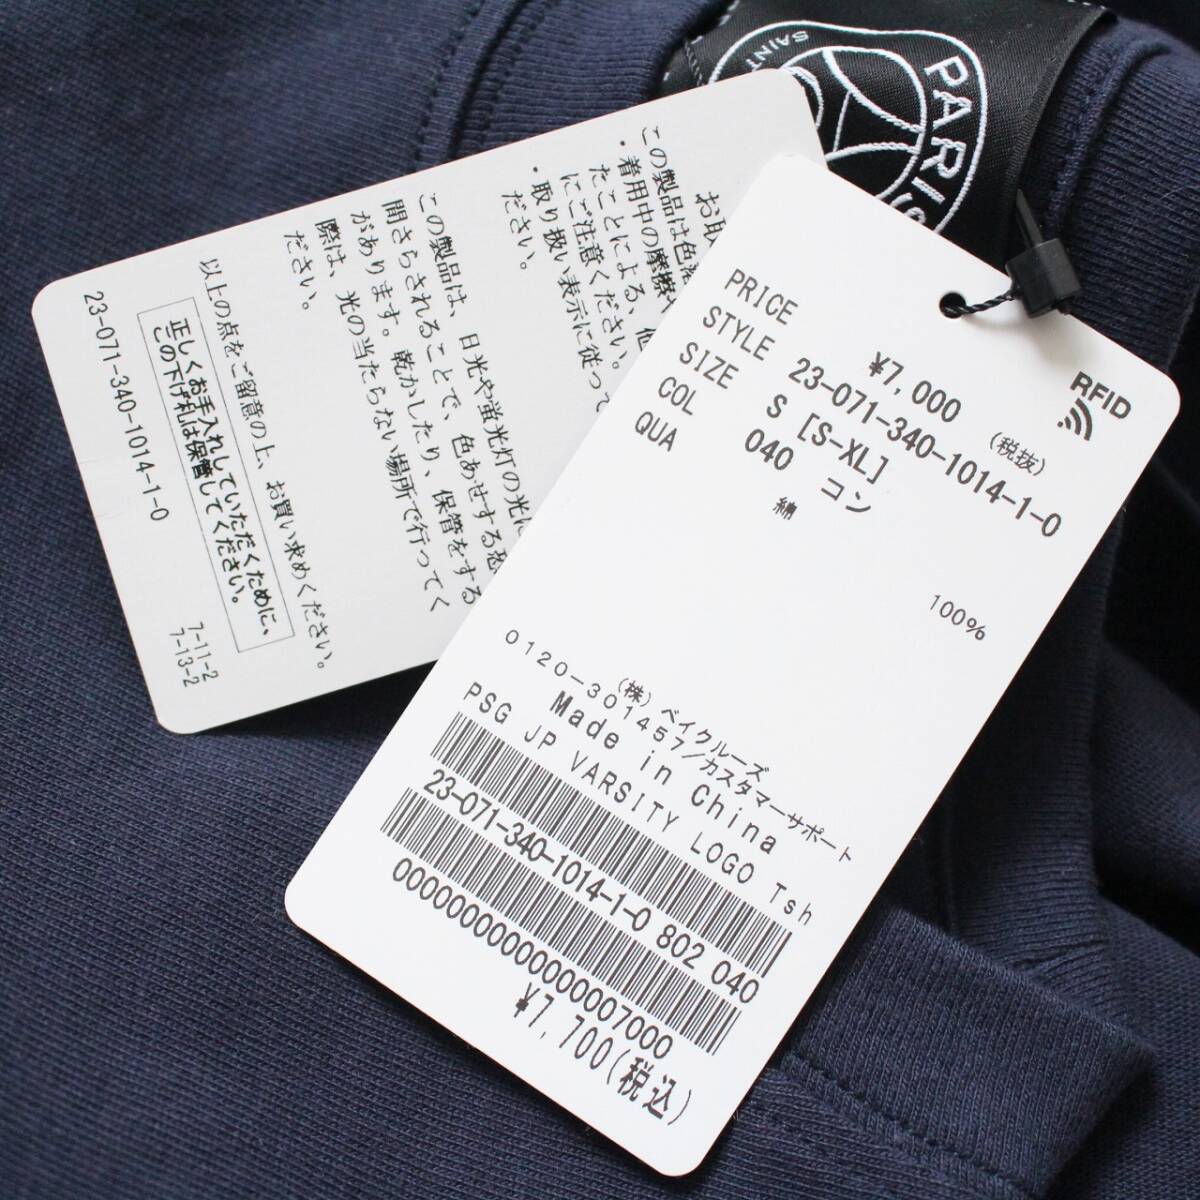 PARIS
SAINT
お取
この製品は色
・着用中の摩擦
たことによる、他
にご注意ください。
・取り扱い表示に従っ
ださい。
この製品は、日光や蛍光灯の光に
間さらされることで、色あせする恐
があります。乾かしたり、保管をする
際は、光の当たらない場所で行ってく
ださい。
以上の点をご留意の上、お買い求めください。
正しくお手入れしていただくために、
この下げ札は保管してください。
23-071-340-1014-1-0
7-11-2
7-13-2
RFID
PRICE ¥7,000 (税抜)
STYLE 23-071-340-1014-1-0
SIZE S [S-XL]
COL 040 コン
QUA 綿 100%
(株)ベイクルーズ
0120-301457/カスタマーサポート
Made in China
PSG JP VARSITY LOGO Tsh
23-071-340-1014-1-0 802 040
¥7,700(税込)